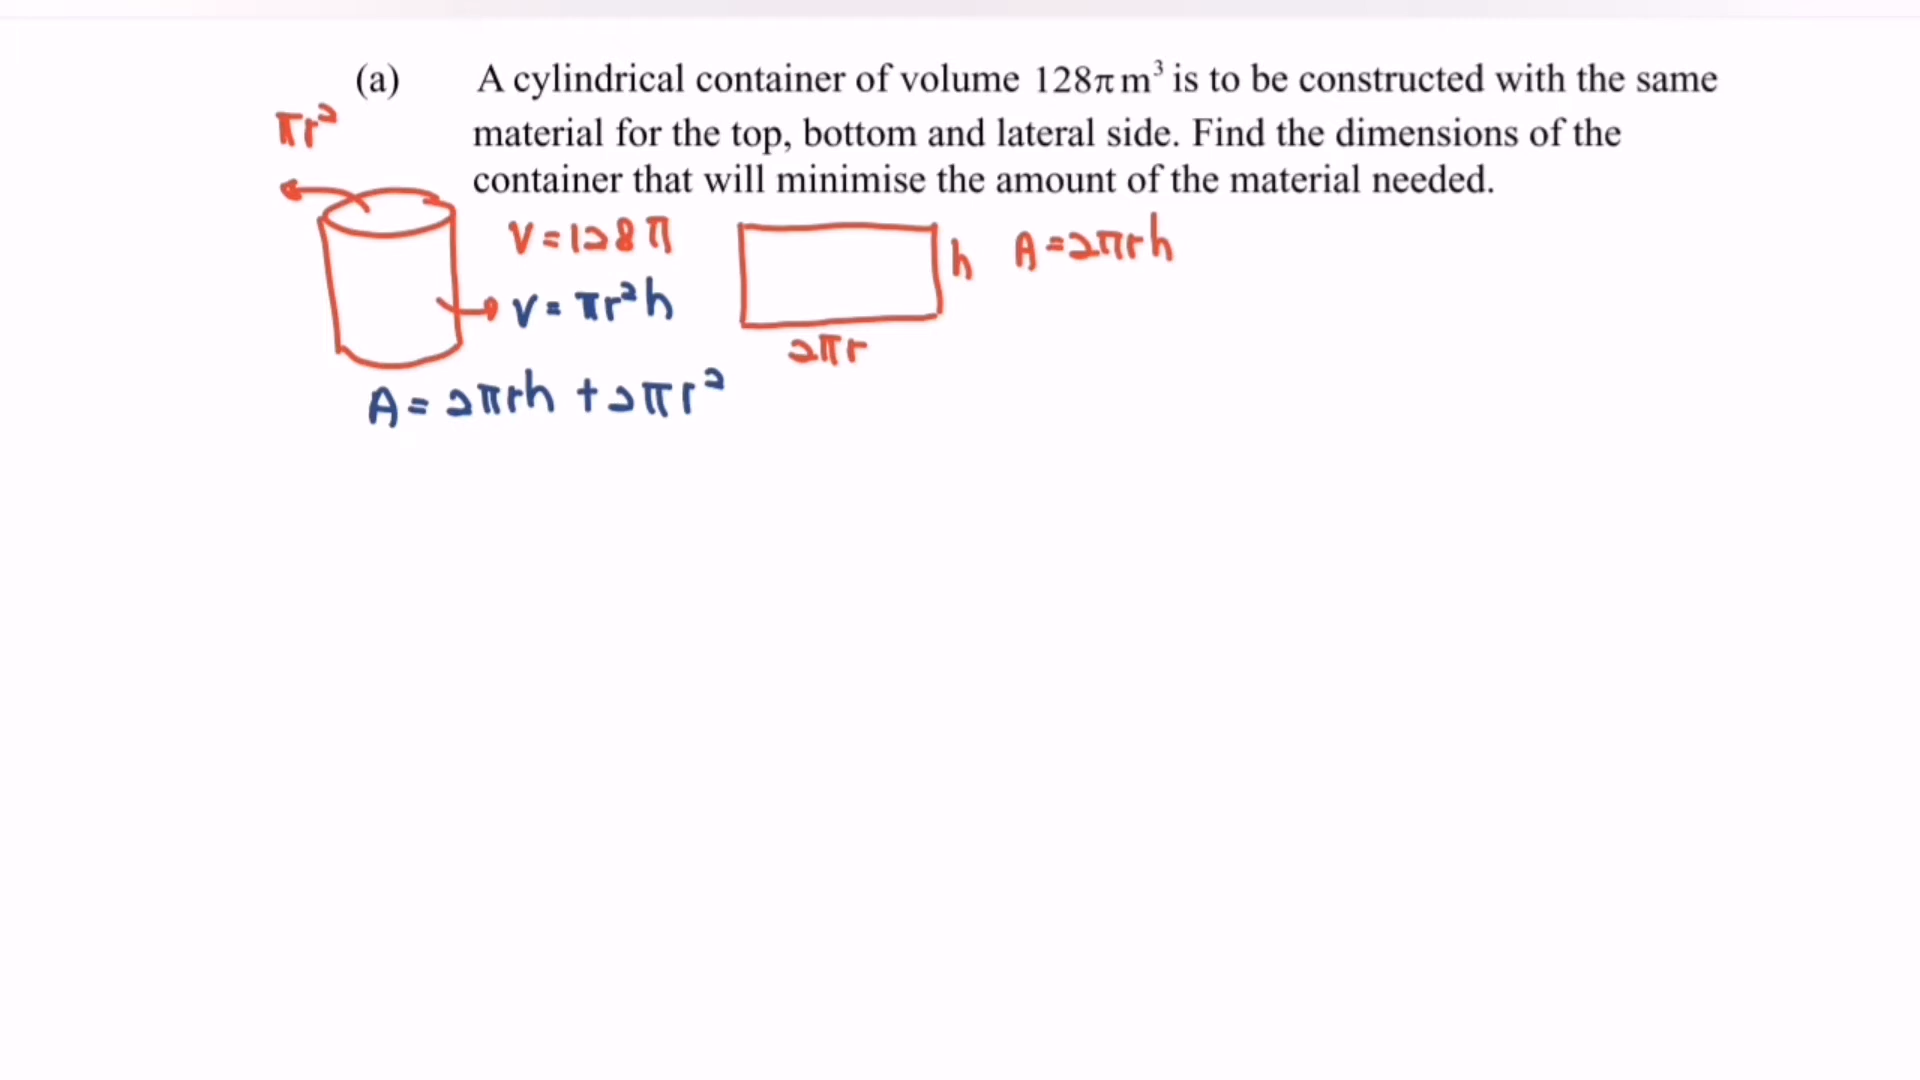 (a) A cylindrical container of volume 128π m³ is to be constructed with the same
πr²
material for the top, bottom and lateral side. Find the dimensions of the
container that will minimise the amount of the material needed.
V = 128π
h A = 2πrh
V = πr²h
2πr
A = 2πrh + 2πr²